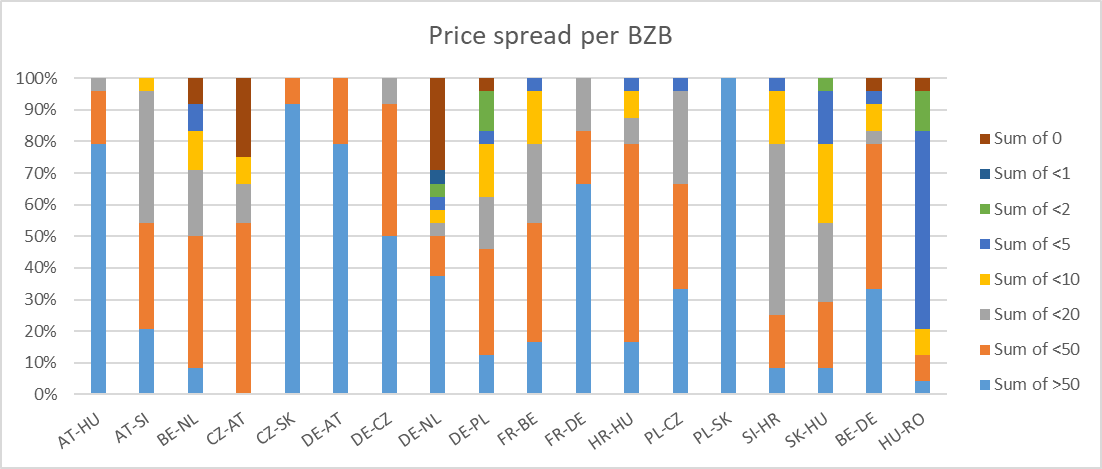 Price spread per BZB
100%
90%
80%
70%
60%
50%
40%
30%
20%
10%
0%
AT-HU
AT-SI
BE-NL
CZ-AT
CZ-SK
DE-AT
DE-CZ
DE-NL
DE-PL
FR-BE
FR-DE
HR-HU
PL-CZ
PL-SK
SI-HR
SK-HU
BE-DE
HU-RO
Sum of 0
Sum of <1
Sum of <2
Sum of <5
Sum of <10
Sum of <20
Sum of <50
Sum of >50